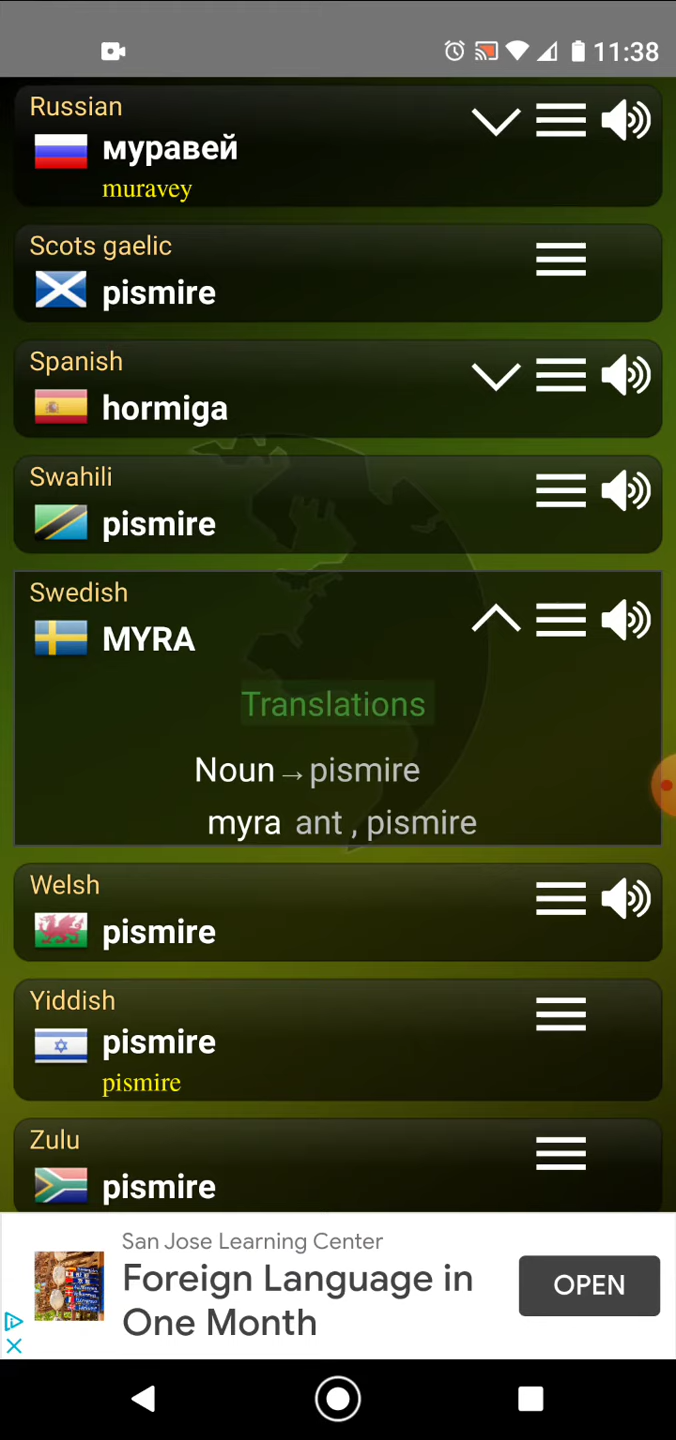 11:38
Russian
муравей
muravey
Scots gaelic
pismire
Spanish
hormiga
Swahili
pismire
Swedish
MYRA
Translations
Noun→pismire
myra ant , pismire
Welsh
pismire
Yiddish
pismire
pismire
Zulu
pismire
San Jose Learning Center
Foreign Language in
One Month
OPEN